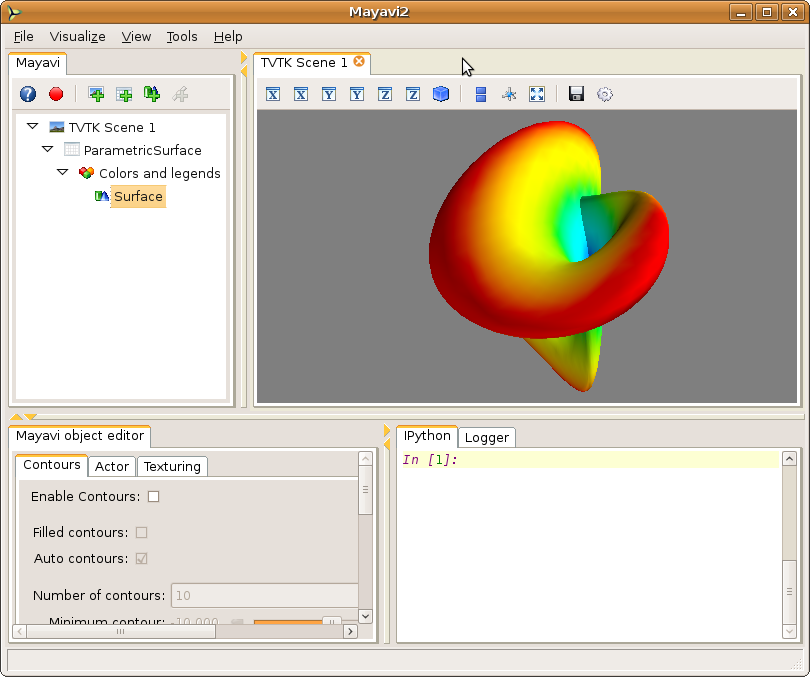 Mayavi2
File Visualize View Tools Help
Mayavi
TVTK Scene 1
X X Y Y Z Z
TVTK Scene 1
ParametricSurface
Colors and legends
Surface
Mayavi object editor
Contours Actor Texturing
Enable Contours:
Filled contours:
Auto contours:
Number of contours: 10
Minimum contour: -10.000
IPython Logger
In [1]: